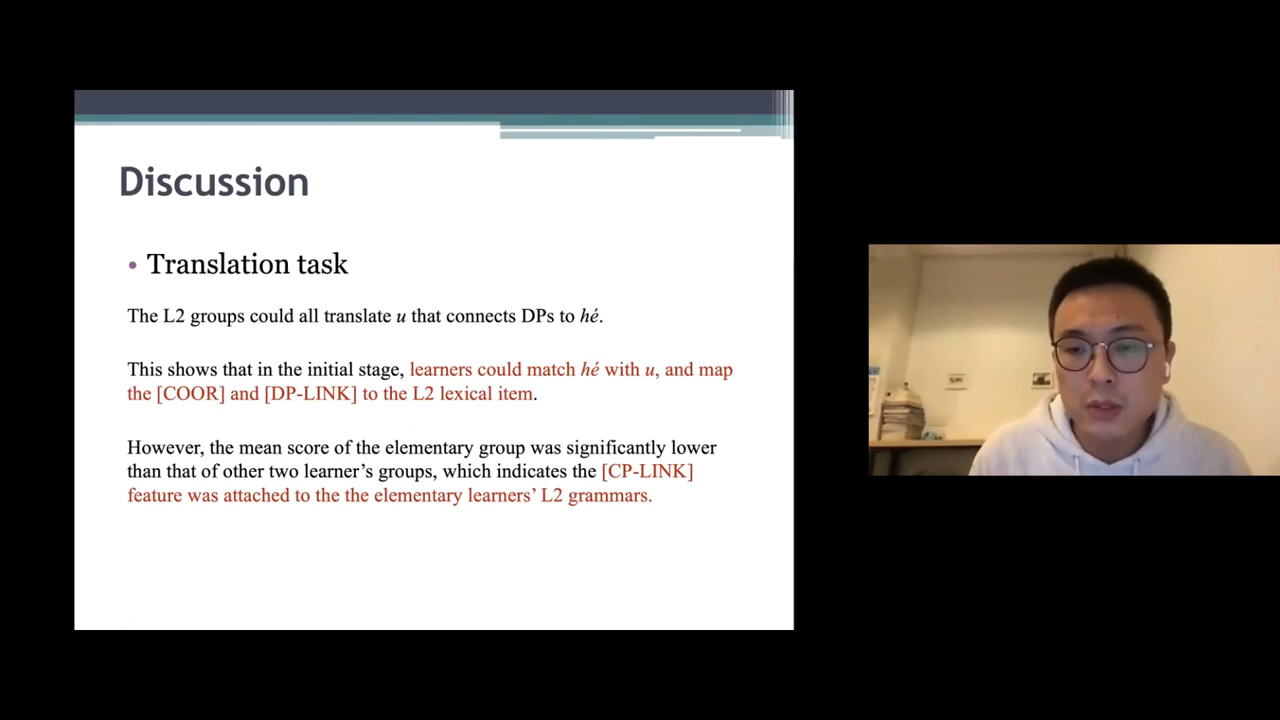 Discussion
• Translation task
The L2 groups could all translate u that connects DPs to hé.
This shows that in the initial stage, learners could match hé with u, and map
the [COOR] and [DP-LINK] to the L2 lexical item.
However, the mean score of the elementary group was significantly lower
than that of other two learner’s groups, which indicates the [CP-LINK]
feature was attached to the the elementary learners’ L2 grammars.